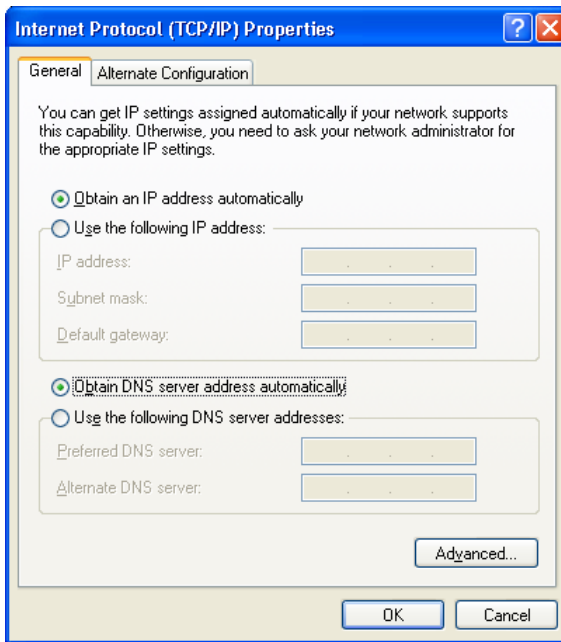 Internet Protocol (TCP/IP) Properties
General
Alternate Configuration
You can get IP settings assigned automatically if your network supports
this capability. Otherwise, you need to ask your network administrator for
the appropriate IP settings.
Obtain an IP address automatically
Use the following IP address:
IP address:
Subnet mask:
Default gateway:
Obtain DNS server address automatically
Use the following DNS server addresses:
Preferred DNS server:
Alternate DNS server:
Advanced...
OK
Cancel